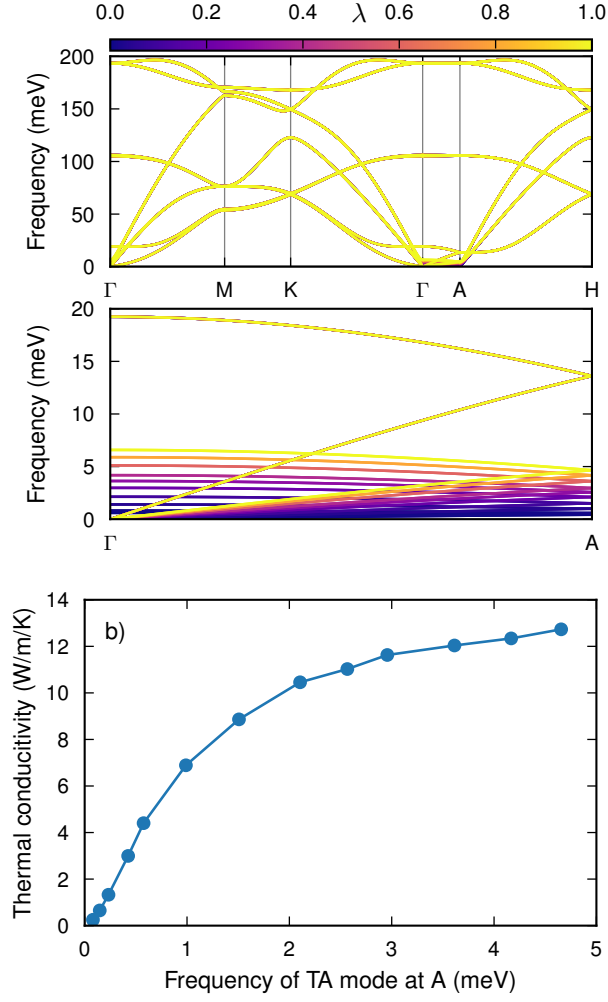 0.0 0.2 0.4 0.6 0.8 1.0
λ
200
150
100
50
0
Frequency (meV)
Γ M K Γ A H
20
15
10
5
0
Frequency (meV)
Γ A
14
12
10
8
6
4
2
0
Thermal conducitivity (W/m/K)
b)
0 1 2 3 4 5
Frequency of TA mode at A (meV)